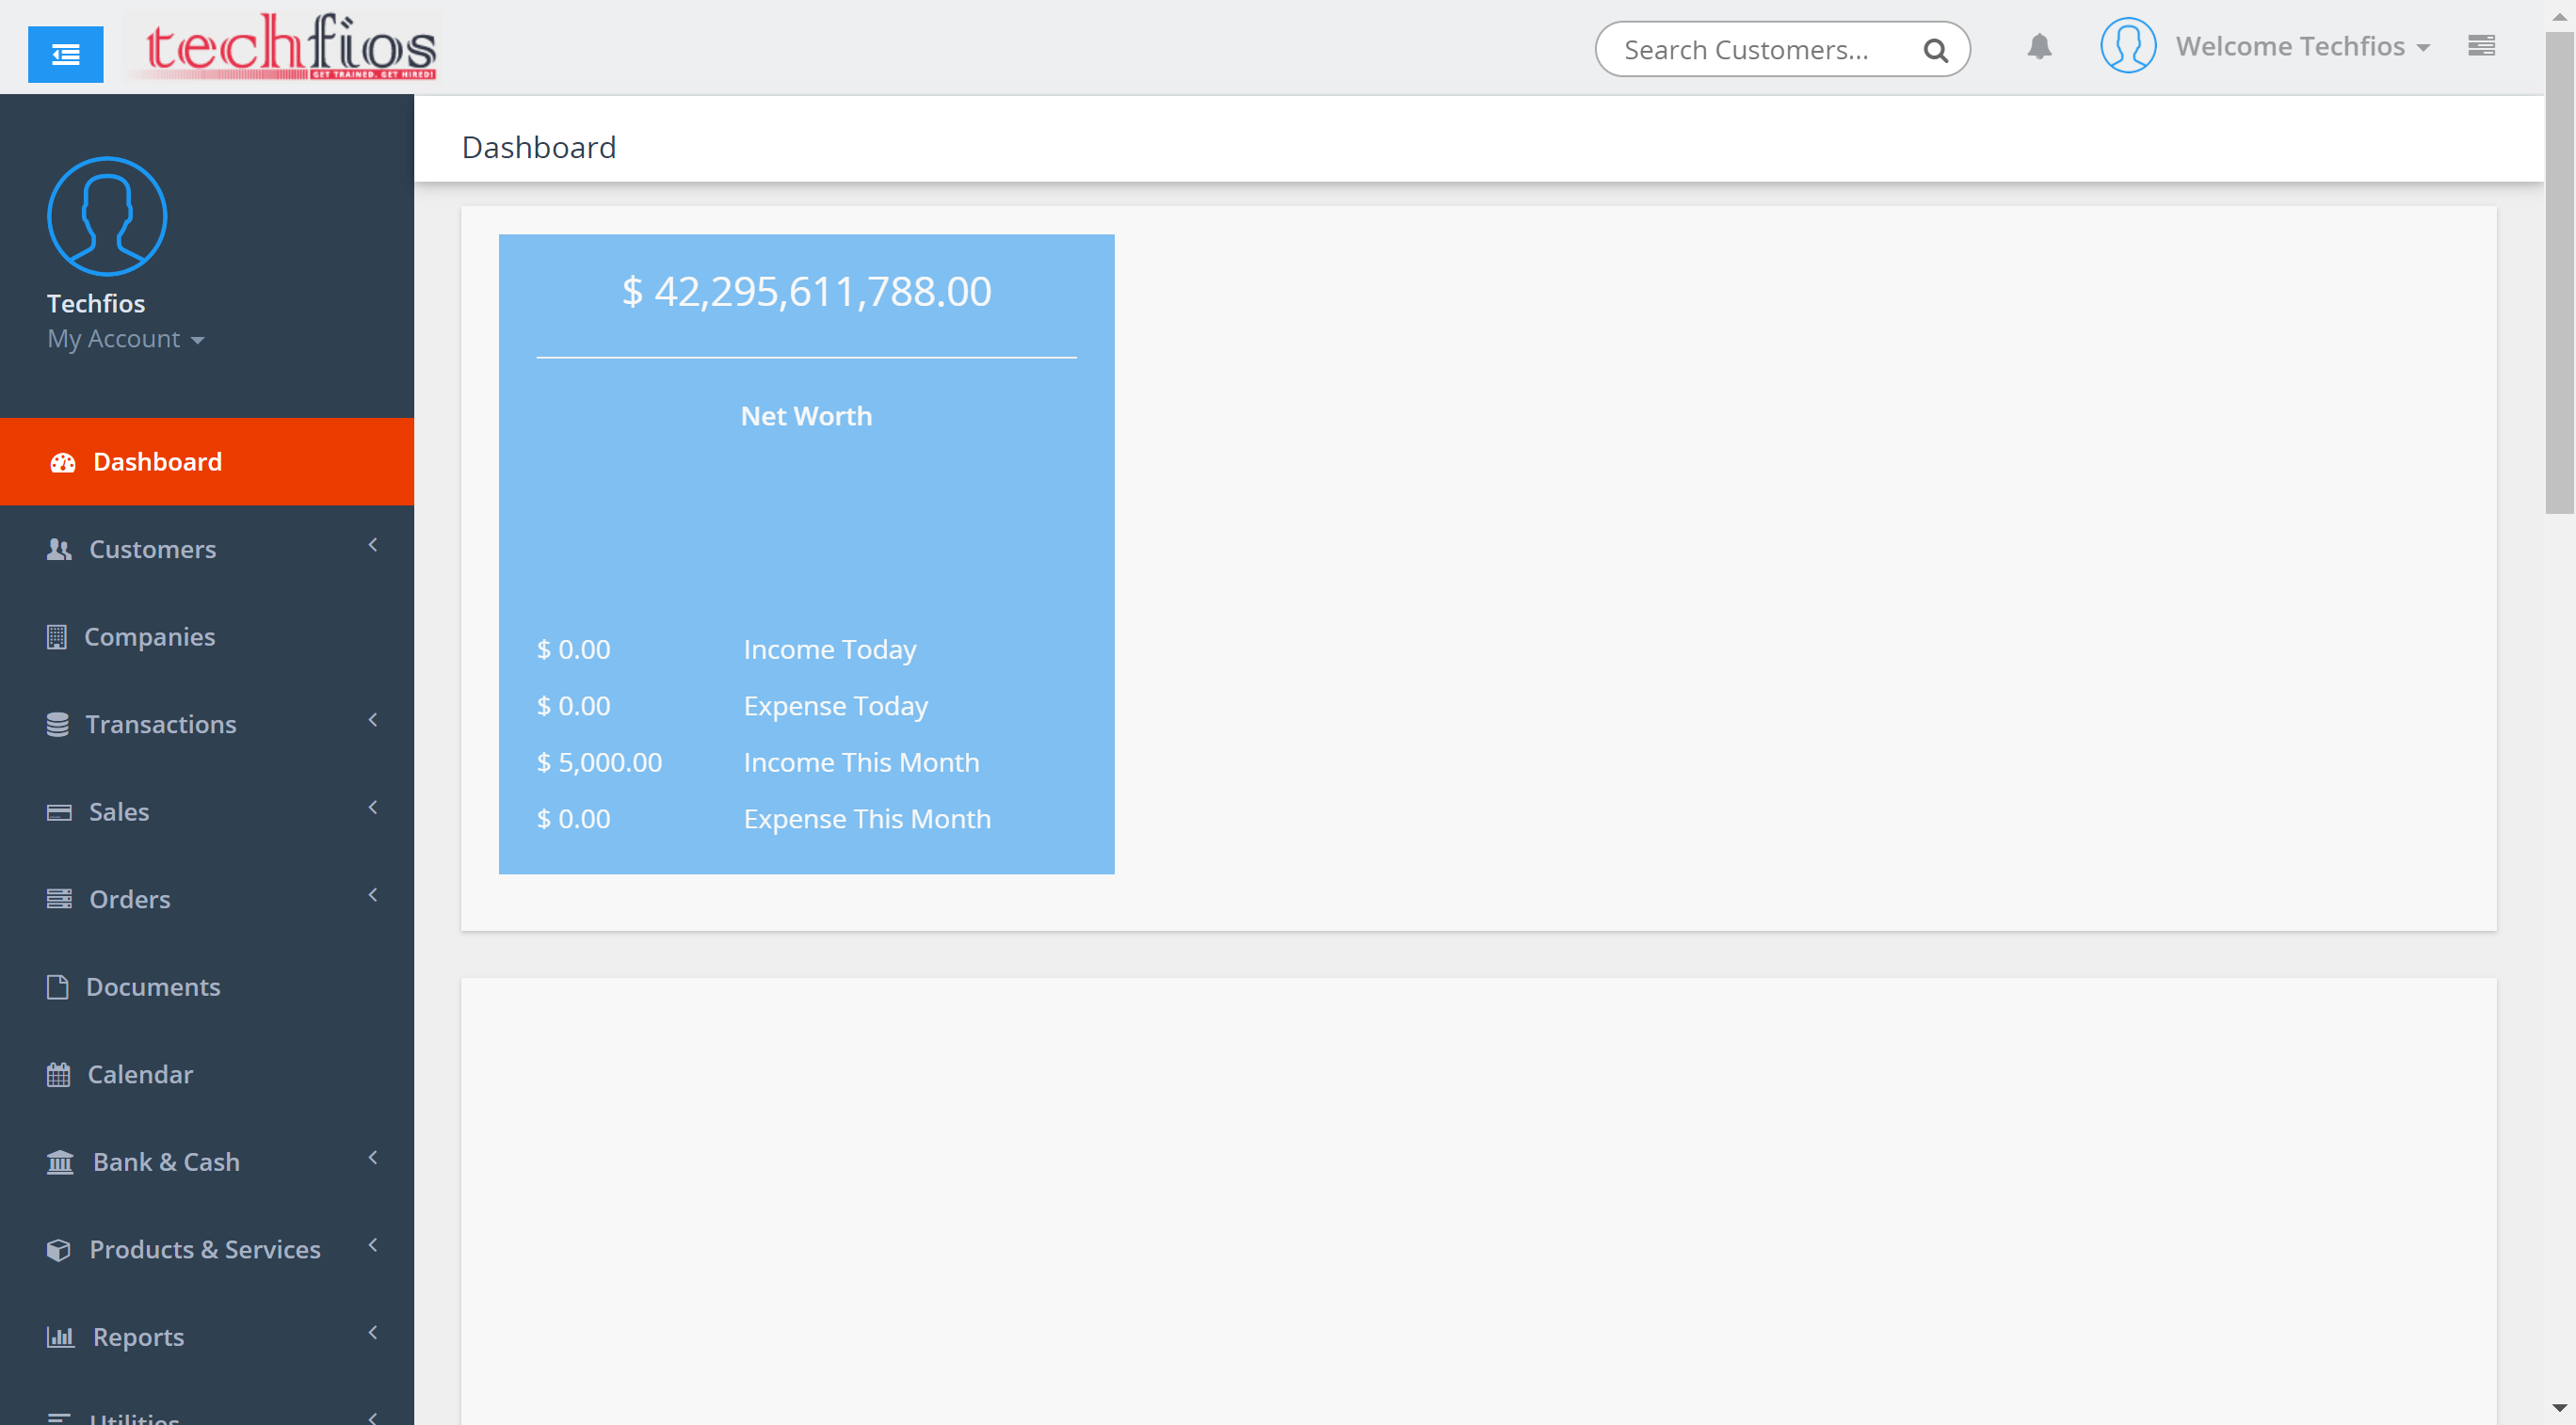 techfios
GET TRAINED. GET HIRED!
Search Customers...
Welcome Techfios
Techfios
My Account
Dashboard
Customers
Companies
Transactions
Sales
Orders
Documents
Calendar
Bank & Cash
Products & Services
Reports
Utilities
Dashboard
$ 42,295,611,788.00
Net Worth
$ 0.00 Income Today
$ 0.00 Expense Today
$ 5,000.00 Income This Month
$ 0.00 Expense This Month